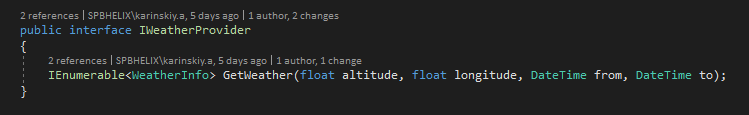 2 references | SPBHELIX\karinskiy.a, 5 days ago | 1 author, 2 changes
public interface IWeatherProvider
{
2 references | SPBHELIX\karinskiy.a, 5 days ago | 1 author, 1 change
IEnumerable<WeatherInfo> GetWeather(float altitude, float longitude, DateTime from, DateTime to);
}